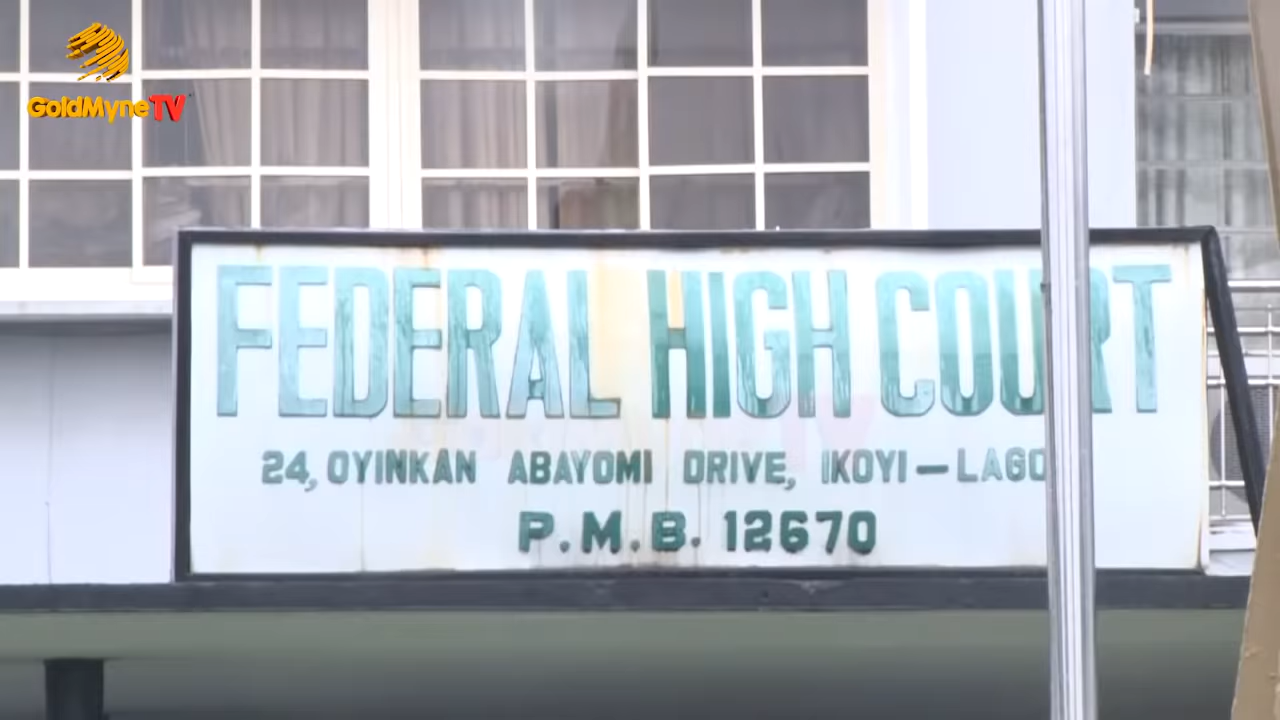 GoldMyneTV
FEDERAL HIGH COURT
24, OYINKAN ABAYOMI DRIVE, IKOYI – LAGO
P.M.B. 12670